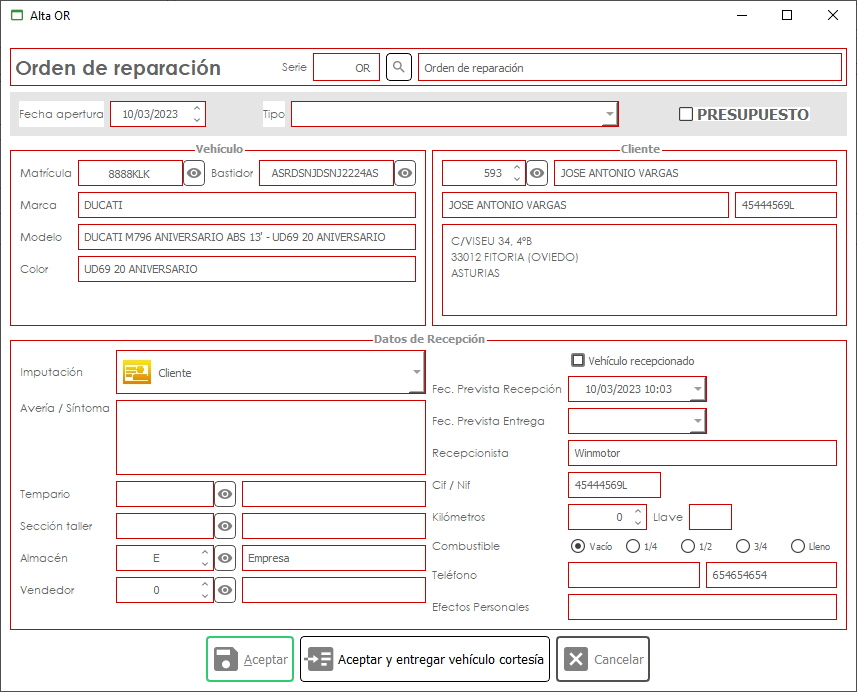 Alta OR
Orden de reparación Serie OR Orden de reparación
Fecha apertura 10/03/2023 Tipo PRESUPUESTO
Vehículo
Matrícula 8888KLK Bastidor ASRDSNJDSNJ2224AS
Marca DUCATI
Modelo DUCATI M796 ANIVERSARIO ABS 13' - UD69 20 ANIVERSARIO
Color UD69 20 ANIVERSARIO
Cliente
593 JOSE ANTONIO VARGAS
JOSE ANTONIO VARGAS 45444569L
C/VISEU 34, 4ºB
33012 FITORIA (OVIEDO)
ASTURIAS
Datos de Recepción
Imputación Cliente
Avería / Síntoma
Tempario
Sección taller
Almacén E Empresa
Vendedor 0
Vehículo recepcionado
Fec. Prevista Recepción 10/03/2023 10:03
Fec. Prevista Entrega
Recepcionista Winmotor
Cif / Nif 45444569L
Kilómetros 0 Llave
Combustible Vacío 1/4 1/2 3/4 Lleno
Teléfono 654654654
Efectos Personales
Aceptar Aceptar y entregar vehículo cortesía Cancelar